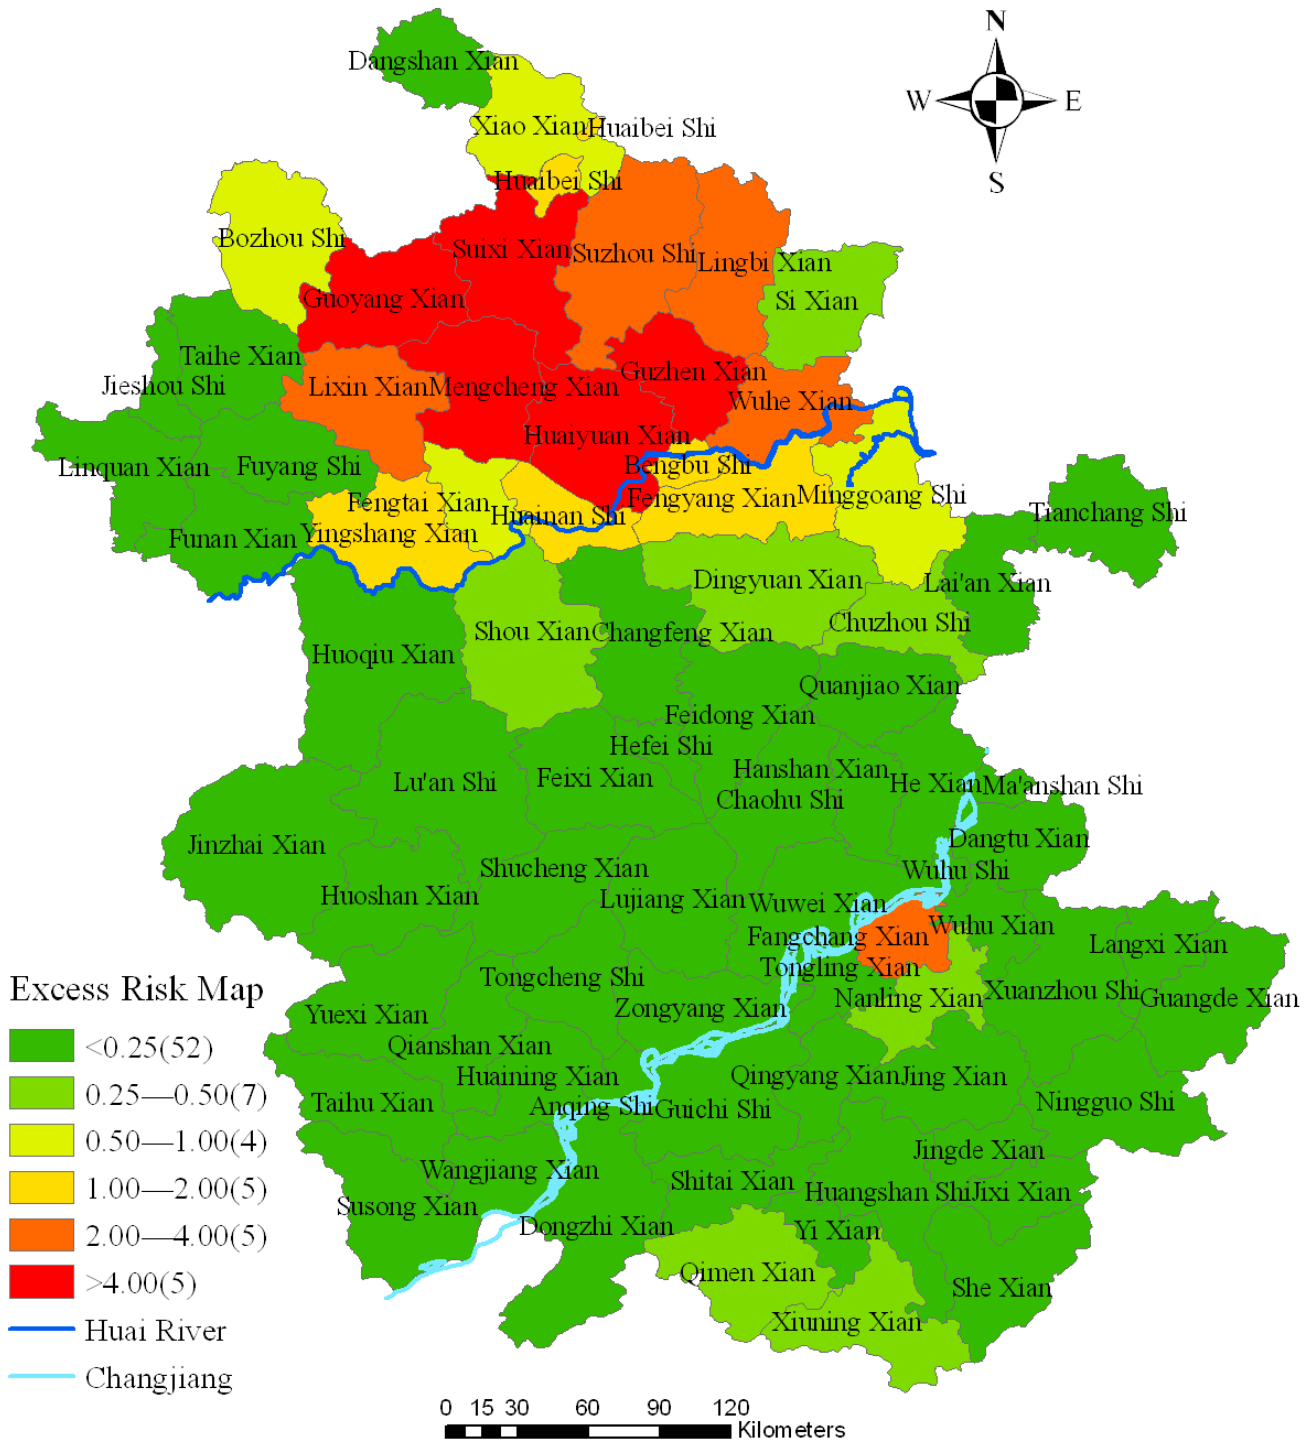 N
Dangshan Xian
W
E
Xiao Xian
Huaibei Shi
S
Huaibei Shi
Bozhou Shi
Suixi Xian
Suzhou Shi
Lingbi Xian
Guoyang Xian
Si Xian
Taihe Xian
Jieshou Shi
Lixin Xian
Mengcheng Xian
Guzhen Xian
Wuhe Xian
Huaiyuan Xian
Linquan Xian
Fuyang Shi
Bengbu Shi
Fengtai Xian
Fengyang Xian
Minggoang Shi
Huainan Shi
Tianchang Shi
Funan Xian
Yingshang Xian
Dingyuan Xian
Lai'an Xian
Shou Xian
Changfeng Xian
Chuzhou Shi
Huoqiu Xian
Quanjiao Xian
Feidong Xian
Hefei Shi
Lu'an Shi
Feixi Xian
Hanshan Xian
He Xian
Ma'anshan Shi
Chaohu Shi
Jinzhai Xian
Dangtu Xian
Shucheng Xian
Wuhu Shi
Huoshan Xian
Lujiang Xian
Wuwei Xian
Fangchang Xian
Wuhu Xian
Langxi Xian
Tongcheng Shi
Tongling Xian
Zongyang Xian
Nanling Xian
Xuanzhou Shi
Guangde Xian
Yuexi Xian
Qianshan Xian
Huaining Xian
Qingyang Xian
Jing Xian
Taihu Xian
Anqing Shi
Guichi Shi
Ningguo Shi
Jingde Xian
Wangjiang Xian
Shitai Xian
Huangshan Shi
Jixi Xian
Susong Xian
Dongzhi Xian
Yi Xian
Qimen Xian
She Xian
Xiuning Xian
Excess Risk Map
<0.25(52)
0.25—0.50(7)
0.50—1.00(4)
1.00—2.00(5)
2.00—4.00(5)
>4.00(5)
Huai River
Changjiang
0 15 30 60 90 120
Kilometers